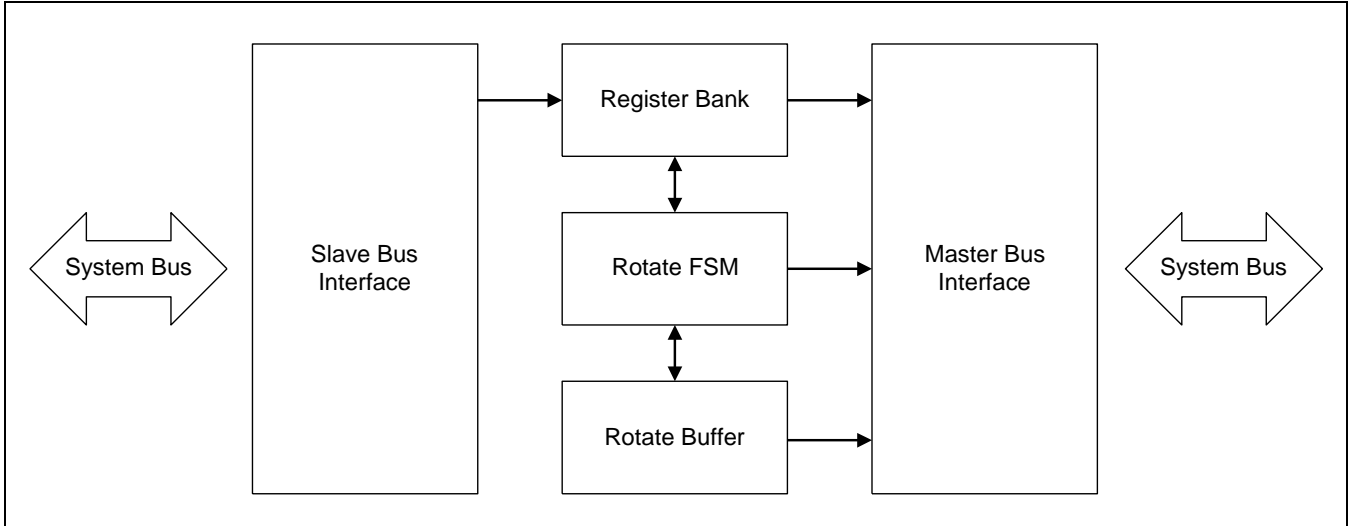 Register Bank
System Bus
Slave Bus
Interface
Rotate FSM
Master Bus
Interface
System Bus
Rotate Buffer